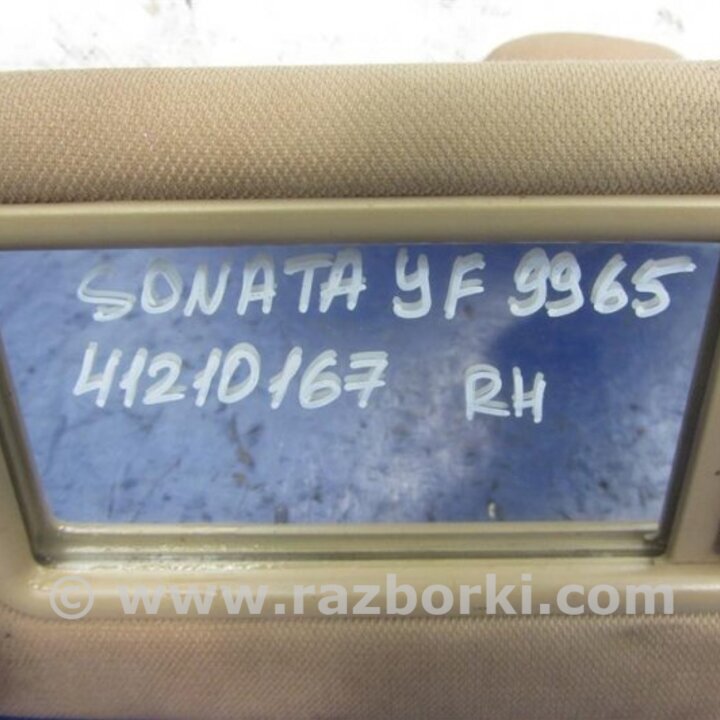 SONATA YF 9965
41210167 RH
© www.razborki.com